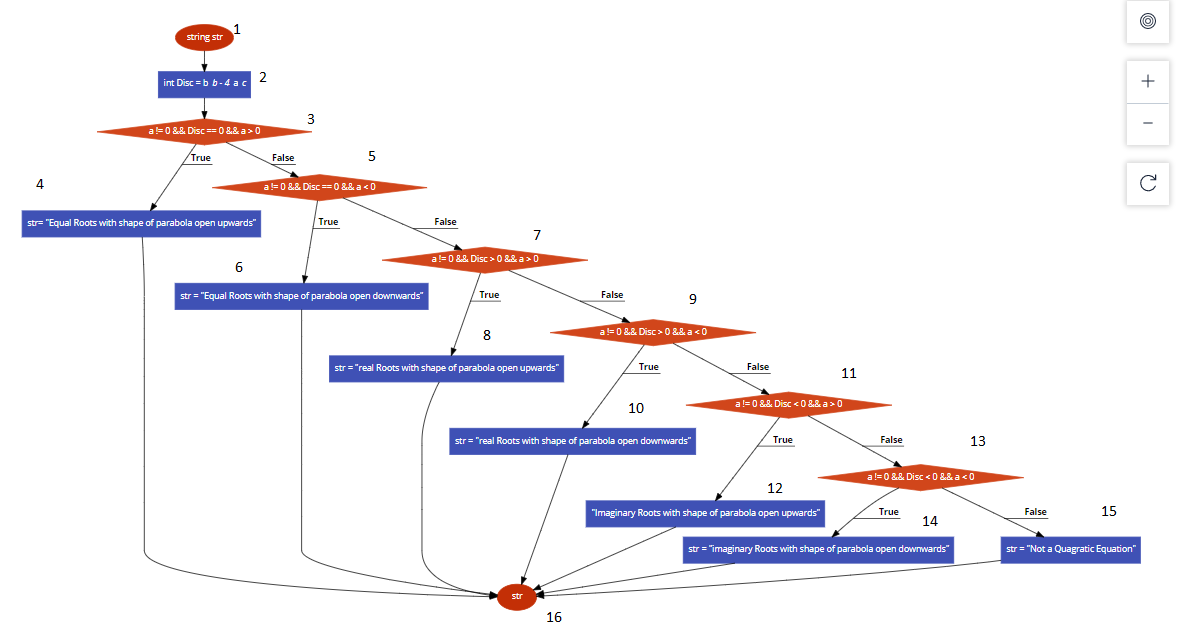 string str
1
int Disc = b b - 4 a c
2
a != 0 && Disc == 0 && a > 0
3
True
False
4
a != 0 && Disc == 0 && a < 0
5
str= "Equal Roots with shape of parabola open upwards"
True
False
6
a != 0 && Disc > 0 && a > 0
7
str = "Equal Roots with shape of parabola open downwards"
True
False
8
a != 0 && Disc > 0 && a < 0
9
str = "real Roots with shape of parabola open upwards"
True
False
10
a != 0 && Disc < 0 && a > 0
11
str = "real Roots with shape of parabola open downwards"
True
False
12
a != 0 && Disc < 0 && a < 0
13
"Imaginary Roots with shape of parabola open upwards"
True
False
14
15
str = "imaginary Roots with shape of parabola open downwards"
str = "Not a Quagratic Equation"
str
16